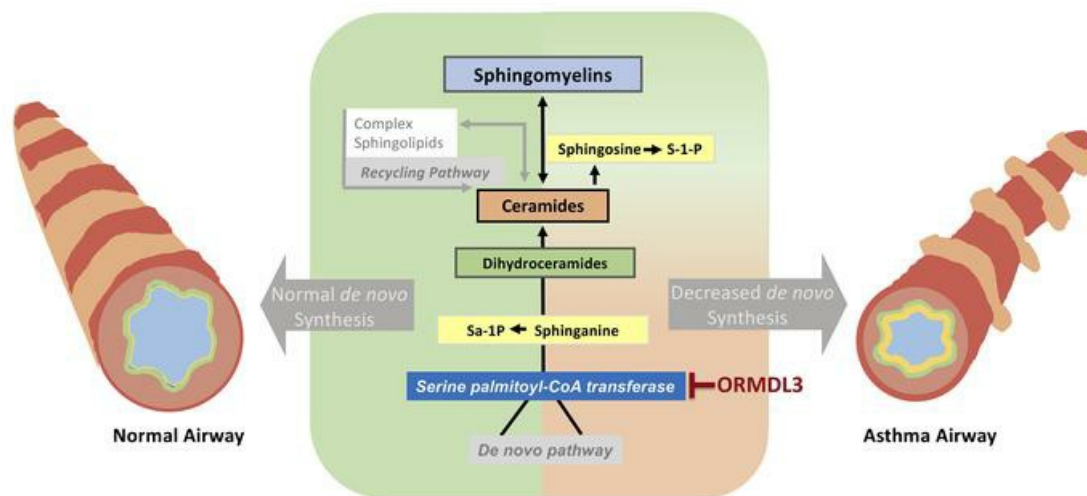 Sphingomyelins
Complex
Sphingolipids
Recycling Pathway
Sphingosine S-1-P
Ceramides
Dihydroceramides
Normal de novo
Synthesis
Decreased de novo
Synthesis
Sa-1P Sphinganine
Serine palmitoyl-CoA transferase
ORMDL3
De novo pathway
Normal Airway
Asthma Airway